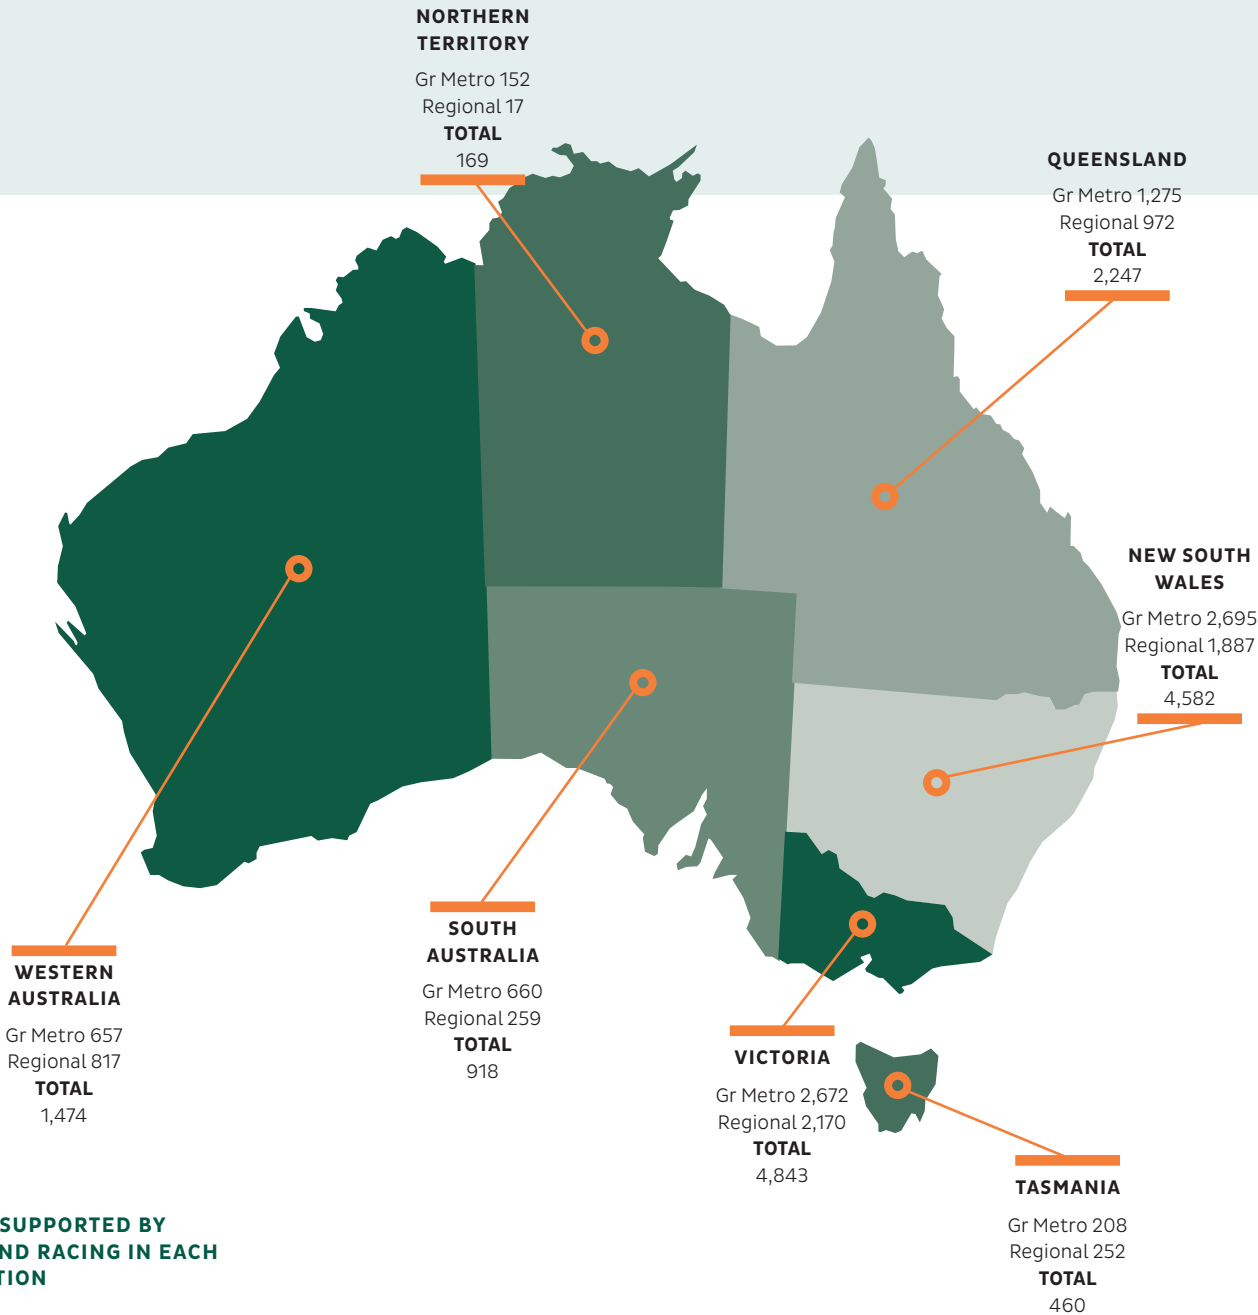 NORTHERN
TERRITORY
Gr Metro 152
Regional 17
TOTAL
169
QUEENSLAND
Gr Metro 1,275
Regional 972
TOTAL
2,247
NEW SOUTH
WALES
Gr Metro 2,695
Regional 1,887
TOTAL
4,582
WESTERN
AUSTRALIA
Gr Metro 657
Regional 817
TOTAL
1,474
SOUTH
AUSTRALIA
Gr Metro 660
Regional 259
TOTAL
918
VICTORIA
Gr Metro 2,672
Regional 2,170
TOTAL
4,843
TASMANIA
Gr Metro 208
Regional 252
TOTAL
460
SUPPORTED BY
ND RACING IN EACH
TION